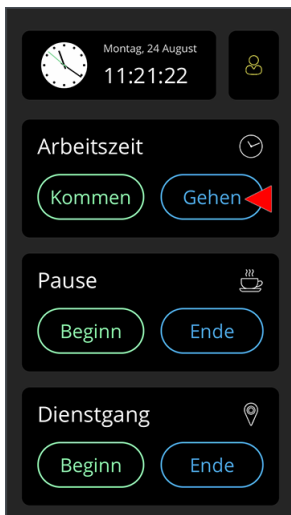 Montag, 24 August
11:21:22
Arbeitszeit
Kommen Gehen
Pause
Beginn Ende
Dienstgang
Beginn Ende